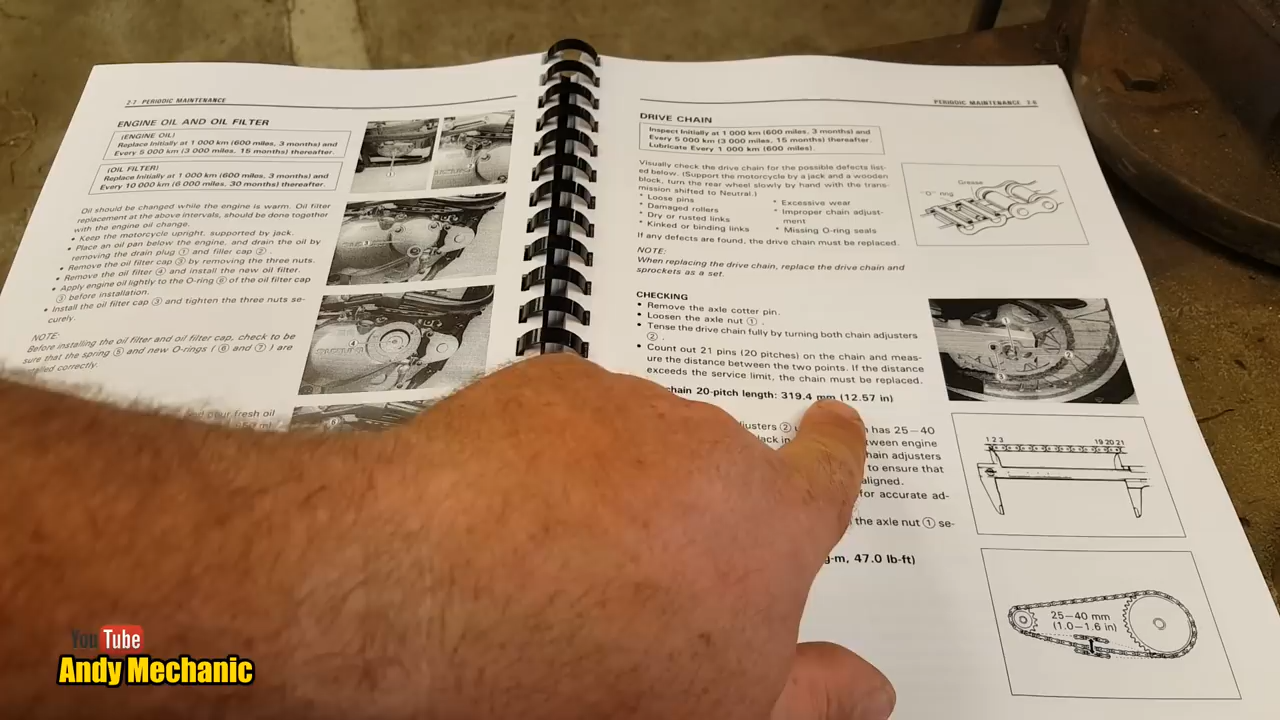 2-7 PERIODIC MAINTENANCE
ENGINE OIL AND OIL FILTER
(ENGINE OIL)
Replace Initially at 1 000 km (600 miles, 3 months) and
Every 5 000 km (3 000 miles, 15 months) thereafter.
(OIL FILTER)
Replace Initially at 1 000 km (600 miles, 3 months) and
Every 10 000 km (6 000 miles, 30 months) thereafter.
Oil should be changed while the engine is warm. Oil filter
replacement at the above intervals, should be done together
with the engine oil change.
• Keep the motorcycle upright, supported by jack.
• Place an oil pan below the engine, and drain the oil by
removing the drain plug ① and filler cap ②.
• Remove the oil filter cap ③ by removing the three nuts.
• Remove the oil filter ④ and install the new oil filter.
• Apply engine oil lightly to the O-ring ⑥ of the oil filter cap
③ before installation.
• Install the oil filter cap ③ and tighten the three nuts se-
curely.
NOTE:
Before installing the oil filter and oil filter cap, check to be
sure that the spring ⑤ and new O-rings (⑥ and ⑦) are
correctly.
fresh oil
PERIODIC MAINTENANCE 2-8
DRIVE CHAIN
Inspect Initially at 1 000 km (600 miles, 3 months) and
Every 5 000 km (3 000 miles, 15 months) thereafter.
Lubricate Every 1 000 km (600 miles).
Visually check the drive chain for the possible defects list-
ed below. (Support the motorcycle by a jack and a wooden
block, turn the rear wheel slowly by hand with the trans-
mission shifted to Neutral.)
* Loose pins
* Damaged rollers
* Dry or rusted links
* Kinked or binding links
* Excessive wear
* Improper chain adjust-
ment
* Missing O-ring seals
If any defects are found, the drive chain must be replaced.
NOTE:
When replacing the drive chain, replace the drive chain and
sprockets as a set.
Grease
"O" ring
CHECKING
• Remove the axle cotter pin.
• Loosen the axle nut ① .
• Tense the drive chain fully by turning both chain adjusters
② .
• Count out 21 pins (20 pitches) on the chain and meas-
ure the distance between the two points. If the distance
exceeds the service limit, the chain must be replaced.
chain 20-pitch length: 319.4 mm (12.57 in)
②
has 25—40
engine
adjusters
to ensure that
for accurate ad-
the axle nut ① se-
47.0 lb-ft)
1 2 3
19 20 21
25—40 mm
(1.0—1.6 in)
YouTube
Andy Mechanic